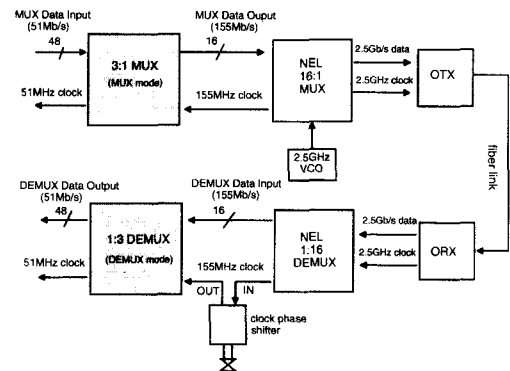 MUX Data Input
(51Mb/s)
48
MUX Data Ouput
(155Mb/s)
16
3:1 MUX
(MUX mode)
51MHz clock
155MHz clock
NEL
16:1
MUX
2.5Gb/s data
2.5GHz clock
OTX
2.5GHz
VCO
fiber link
DEMUX Data Output
(51Mb/s)
48
DEMUX Data Input
(155Mb/s)
16
1:3 DEMUX
(DEMUX mode)
51MHz clock
155MHz clock
OUT
IN
NEL
1:16
DEMUX
2.5Gb/s data
2.5GHz clock
ORX
clock phase
shifter